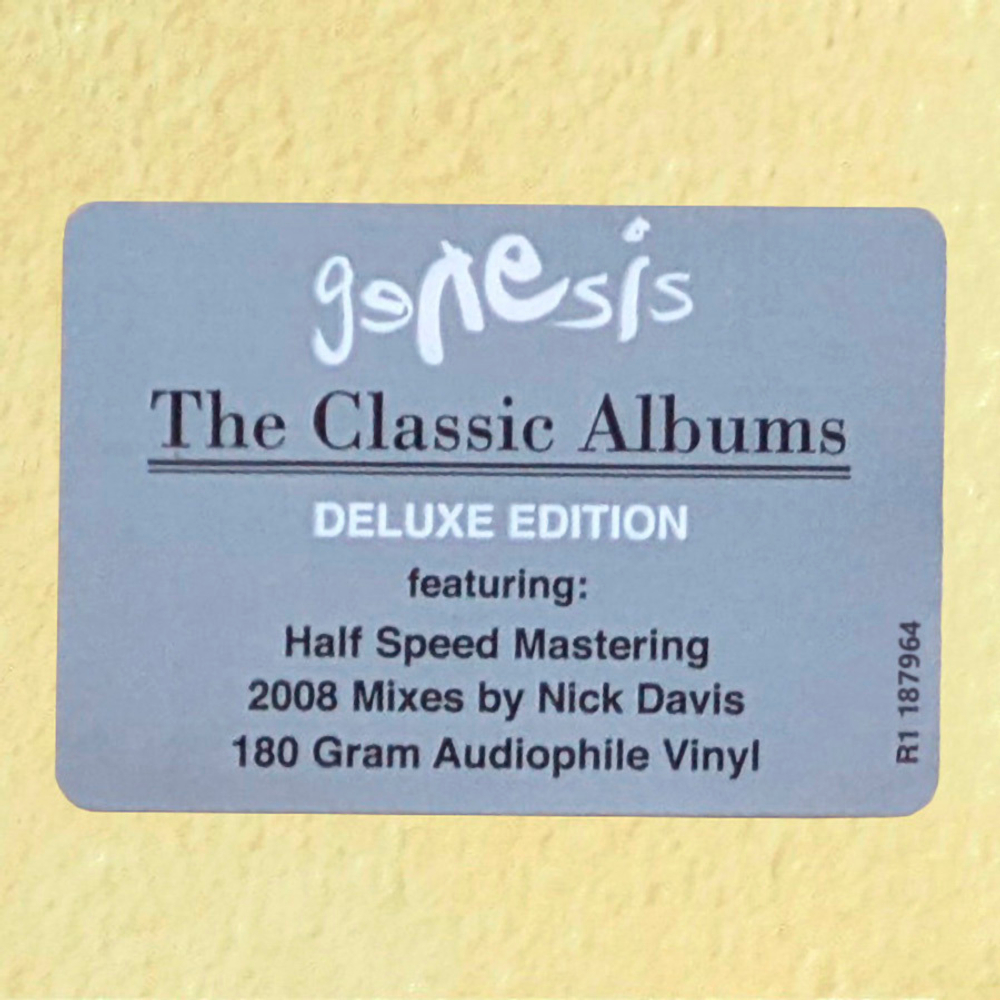 genesis
The Classic Albums
DELUXE EDITION
featuring:
Half Speed Mastering
2008 Mixes by Nick Davis
180 Gram Audiophile Vinyl
R1 187964